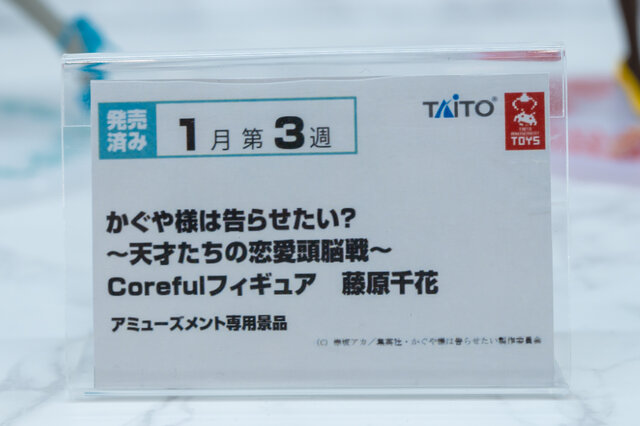 発売
済み
1月第3週
TAITO®
TAITO
AMUSEMENT
TOYS
かぐや様は告らせたい?
～天才たちの恋愛頭脳戦～
Corefulフィギュア　藤原千花
アミューズメント専用景品
(C) 赤坂アカ／集英社・かぐや様は告らせたい製作委員会